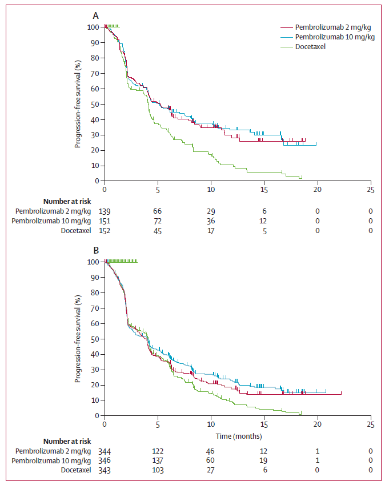 A
100
90
80
70
60
50
40
30
20
10
0
Progression-free survival (%)
Pembrolizumab 2 mg/kg
Pembrolizumab 10 mg/kg
Docetaxel
0 5 10 15 20 25
Number at risk
Pembrolizumab 2 mg/kg 139 66 29 6 0 0
Pembrolizumab 10 mg/kg 151 72 36 12 0 0
Docetaxel 152 45 17 5 0 0
B
100
90
80
70
60
50
40
30
20
10
0
Progression-free survival (%)
0 5 10 15 20 25
Time (months)
Number at risk
Pembrolizumab 2 mg/kg 344 122 46 12 1 0
Pembrolizumab 10 mg/kg 346 137 60 19 1 0
Docetaxel 343 103 27 6 0 0